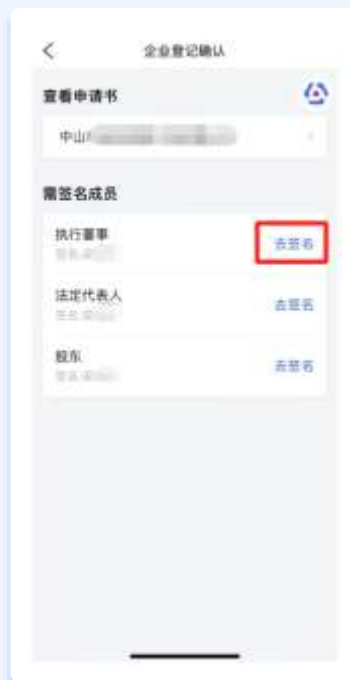 企业登记确认
查看申请书
中山
需签名成员
执行董事
去签名
法定代表人
去签名
股东
去签名